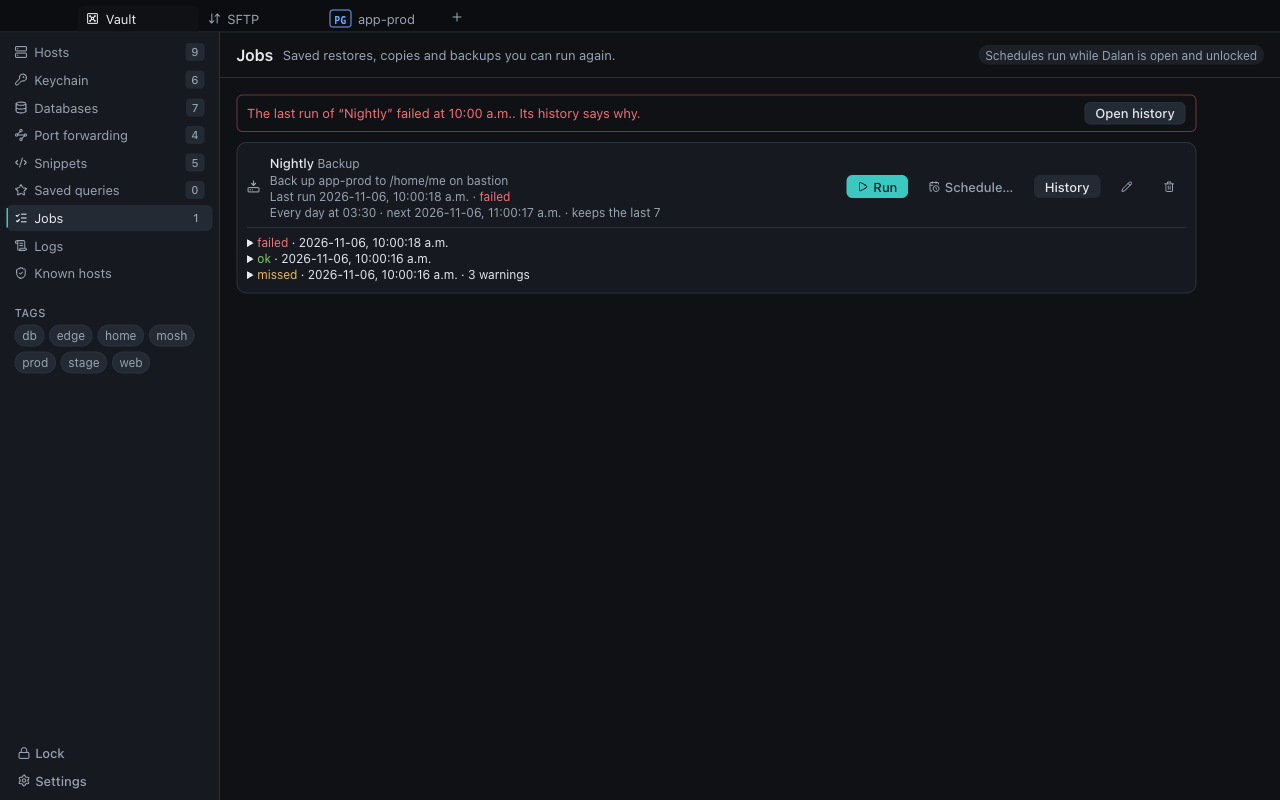 Vault
SFTP
PG app-prod
+
Hosts 9
Keychain 6
Databases 7
Port forwarding 4
Snippets 5
Saved queries 0
Jobs 1
Logs
Known hosts
TAGS
db edge home mosh
prod stage web
Lock
Settings
Jobs Saved restores, copies and backups you can run again.
Schedules run while Dalan is open and unlocked
The last run of “Nightly” failed at 10:00 a.m.. Its history says why.
Open history
Nightly Backup
Back up app-prod to /home/me on bastion
Last run 2026-11-06, 10:00:18 a.m. · failed
Every day at 03:30 · next 2026-11-06, 11:00:17 a.m. · keeps the last 7
Run
Schedule...
History
failed · 2026-11-06, 10:00:18 a.m.
ok · 2026-11-06, 10:00:16 a.m.
missed · 2026-11-06, 10:00:16 a.m. · 3 warnings